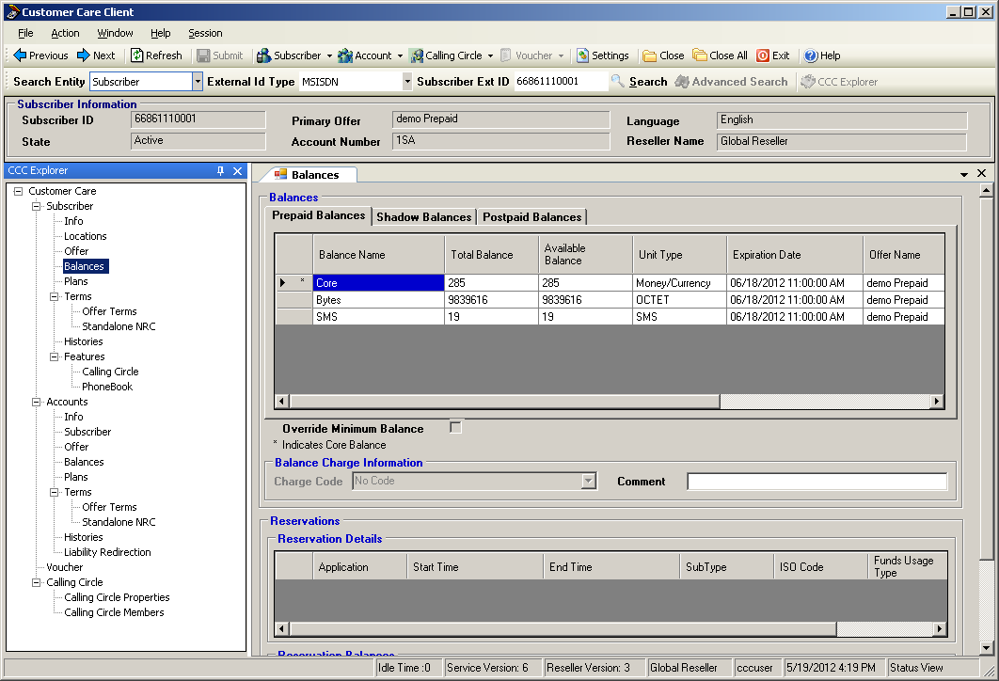 Customer Care Client
File Action Window Help Session
Previous Next Refresh Submit Subscriber Account Calling Circle Voucher Settings Close Close All Exit Help
Search Entity Subscriber External Id Type MSISDN Subscriber Ext ID 66861110001 Search Advanced Search CCC Explorer
Subscriber Information
Subscriber ID 66861110001 Primary Offer demo Prepaid Language English
State Active Account Number 1SA Reseller Name Global Reseller
CCC Explorer
Customer Care
Subscriber
Info
Locations
Offer
Balances
Plans
Terms
Offer Terms
Standalone NRC
Histories
Features
Calling Circle
PhoneBook
Accounts
Info
Subscriber
Offer
Balances
Plans
Terms
Offer Terms
Standalone NRC
Histories
Liability Redirection
Voucher
Calling Circle
Calling Circle Properties
Calling Circle Members
Balances
Balances
Prepaid Balances Shadow Balances Postpaid Balances
Balance Name Total Balance Available Balance Unit Type Expiration Date Offer Name
* Core 285 285 Money/Currency 06/18/2012 11:00:00 AM demo Prepaid
Bytes 9839616 9839616 OCTET 06/18/2012 11:00:00 AM demo Prepaid
SMS 19 19 SMS 06/18/2012 11:00:00 AM demo Prepaid
Override Minimum Balance
* Indicates Core Balance
Balance Charge Information
Charge Code No Code Comment
Reservations
Reservation Details
Application Start Time End Time SubType ISO Code Funds Usage Type
Reservation Balances
Idle Time :0 Service Version: 6 Reseller Version: 3 Global Reseller cccuser 5/19/2012 4:19 PM Status View